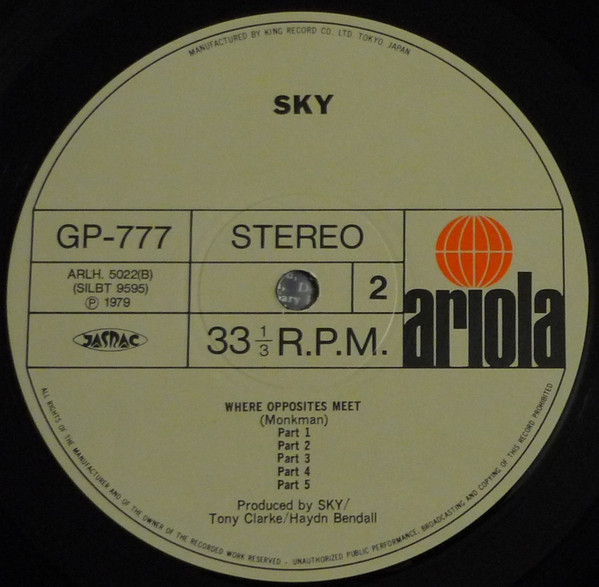 MANUFACTURED BY KING RECORD CO., LTD. TOKYO, JAPAN
SKY
GP-777
STEREO
ARLH. 5022(B)
(SILBT 9595)
Ⓟ 1979
2
ariola
JASRAC
33 1/3 R.P.M.
WHERE OPPOSITES MEET
(Monkman)
Part 1
Part 2
Part 3
Part 4
Part 5
Produced by SKY/
Tony Clarke/Haydn Bendall
ALL RIGHTS OF THE MANUFACTURER AND OF THE OWNER OF THE RECORDED WORK RESERVED - UNAUTHORIZED PUBLIC PERFORMANCE, BROADCASTING AND COPYING OF THIS RECORD PROHIBITED